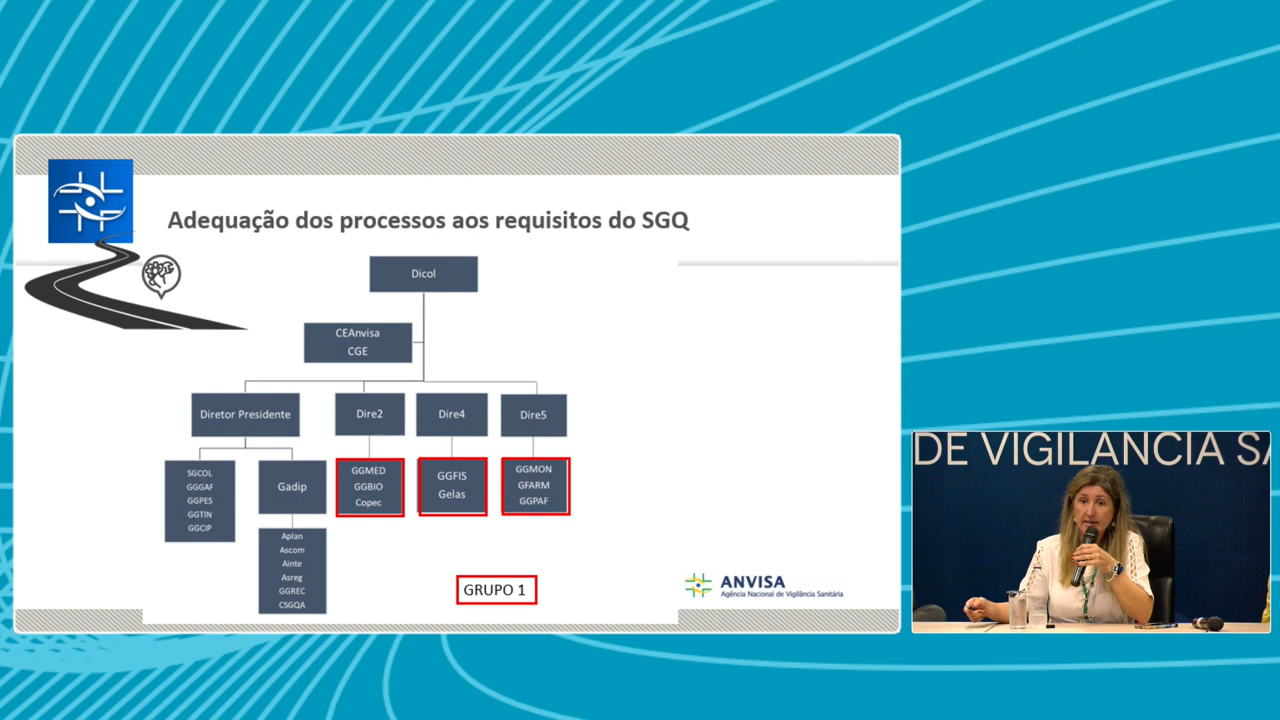 Adequação dos processos aos requisitos do SGQ
Dicol
CEAnvisa
CGE
Diretor Presidente
Dire2
Dire4
Dire5
SGCOL
GGGAF
GGPES
GGTIN
GGCIP
Gadip
GGMED
GGBIO
Copec
GGFIS
Gelas
GGMON
GFARM
GGPAF
Aplan
Ascom
Ainte
Asreg
GGREC
CSGQA
GRUPO 1
ANVISA
Agência Nacional de Vigilância Sanitária
DE VIGILÂNCIA SA